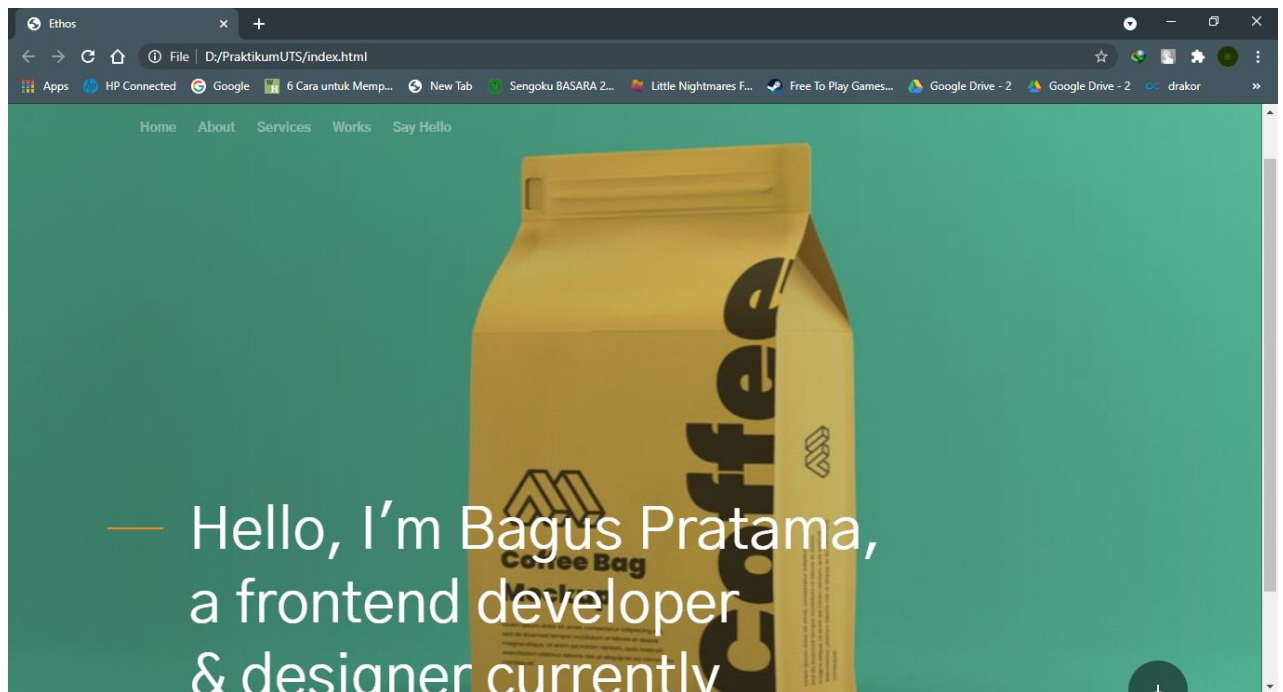 Ethos
File | D:/PraktikumUTS/index.html
Apps HP Connected Google 6 Cara untuk Memp... New Tab Sengoku BASARA 2... Little Nightmares F... Free To Play Games... Google Drive - 2 Google Drive - 2 drakor »
Home About Services Works Say Hello
Coffee
Hello, I'm Bagus Pratama,
Coffee Bag
a frontend developer
Mockup
& designer currently